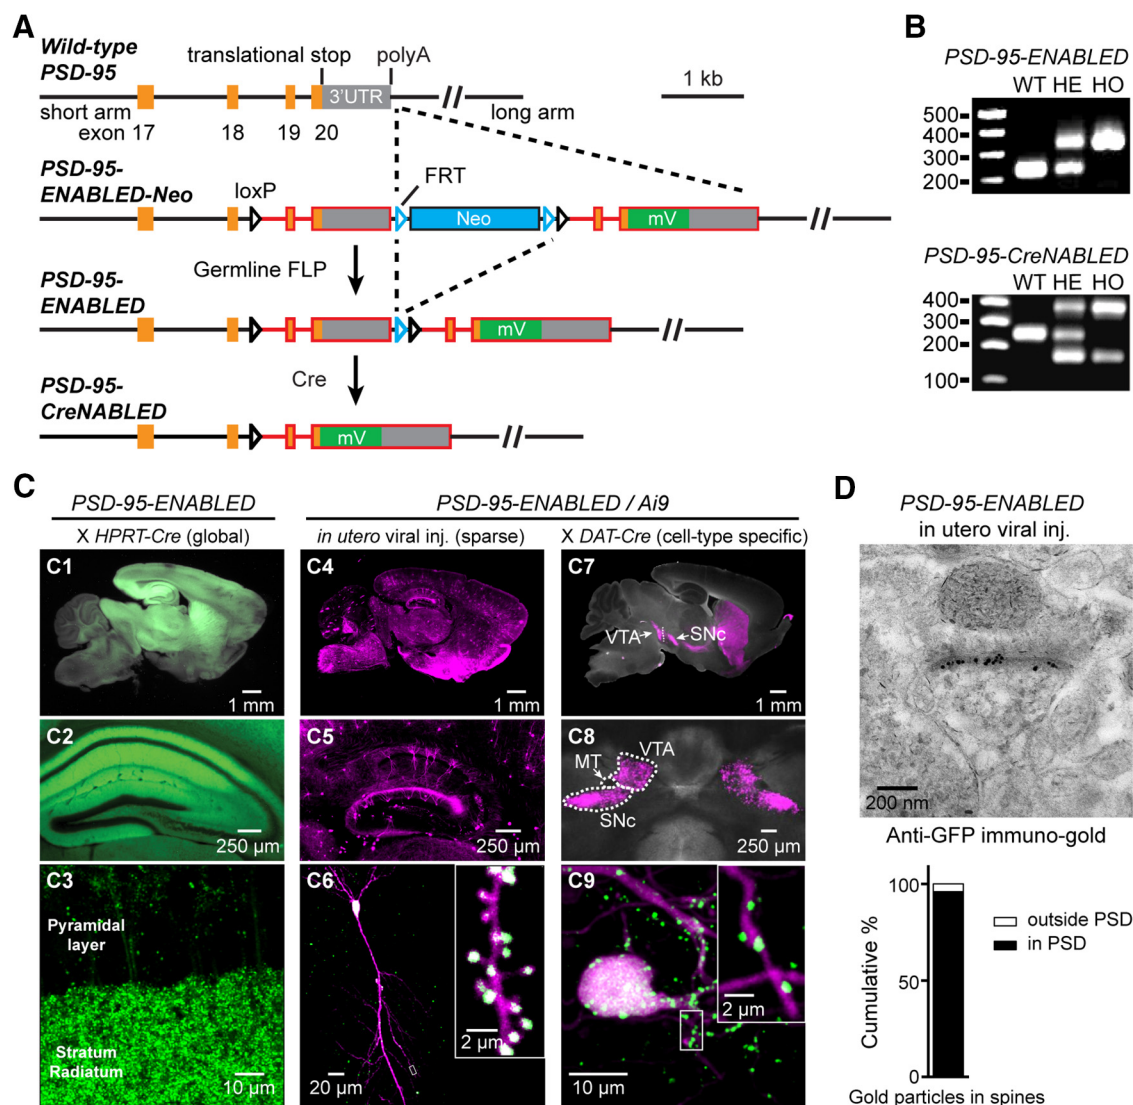 A
Wild-type
PSD-95
translational stop
polyA
3'UTR
1 kb
short arm
long arm
exon 17
18
19
20
PSD-95-
ENABLED-Neo
loxP
FRT
Neo
mV
Germline FLP
PSD-95-
ENABLED
mV
Cre
PSD-95-
CreNABLED
mV
B
PSD-95-ENABLED
WT HE HO
500
400
300
200
PSD-95-CreNABLED
WT HE HO
400
300
200
100
C
PSD-95-ENABLED
X HPRT-Cre (global)
PSD-95-ENABLED / Ai9
in utero viral inj. (sparse)
X DAT-Cre (cell-type specific)
C1
1 mm
C4
1 mm
C7
VTA
SNc
1 mm
C2
250 µm
C5
250 µm
C8
VTA
MT
SNc
250 µm
C3
Pyramidal
layer
Stratum
Radiatum
10 µm
C6
2 µm
20 µm
C9
2 µm
10 µm
D
PSD-95-ENABLED
in utero viral inj.
200 nm
Anti-GFP immuno-gold
Cumulative %
100
50
0
outside PSD
in PSD
Gold particles in spines